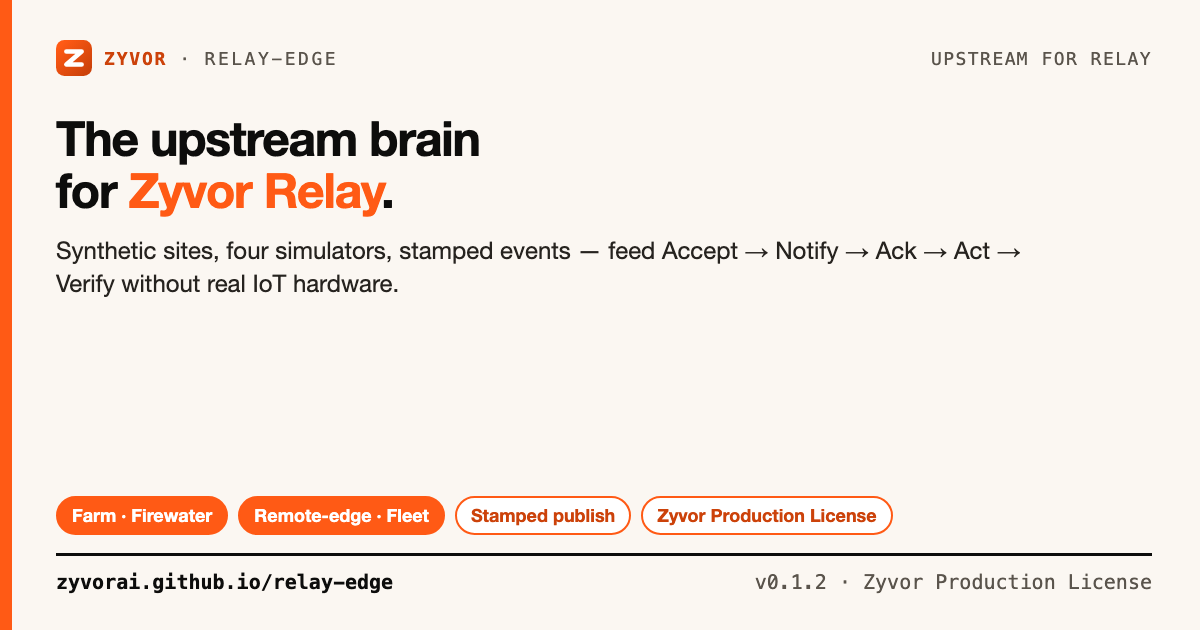 Z ZYVOR · RELAY-EDGE
UPSTREAM FOR RELAY
The upstream brain
for Zyvor Relay.
Synthetic sites, four simulators, stamped events — feed Accept → Notify → Ack → Act →
Verify without real IoT hardware.
Farm · Firewater
Remote-edge · Fleet
Stamped publish
Zyvor Production License
zyvorai.github.io/relay-edge
v0.1.2 · Zyvor Production License